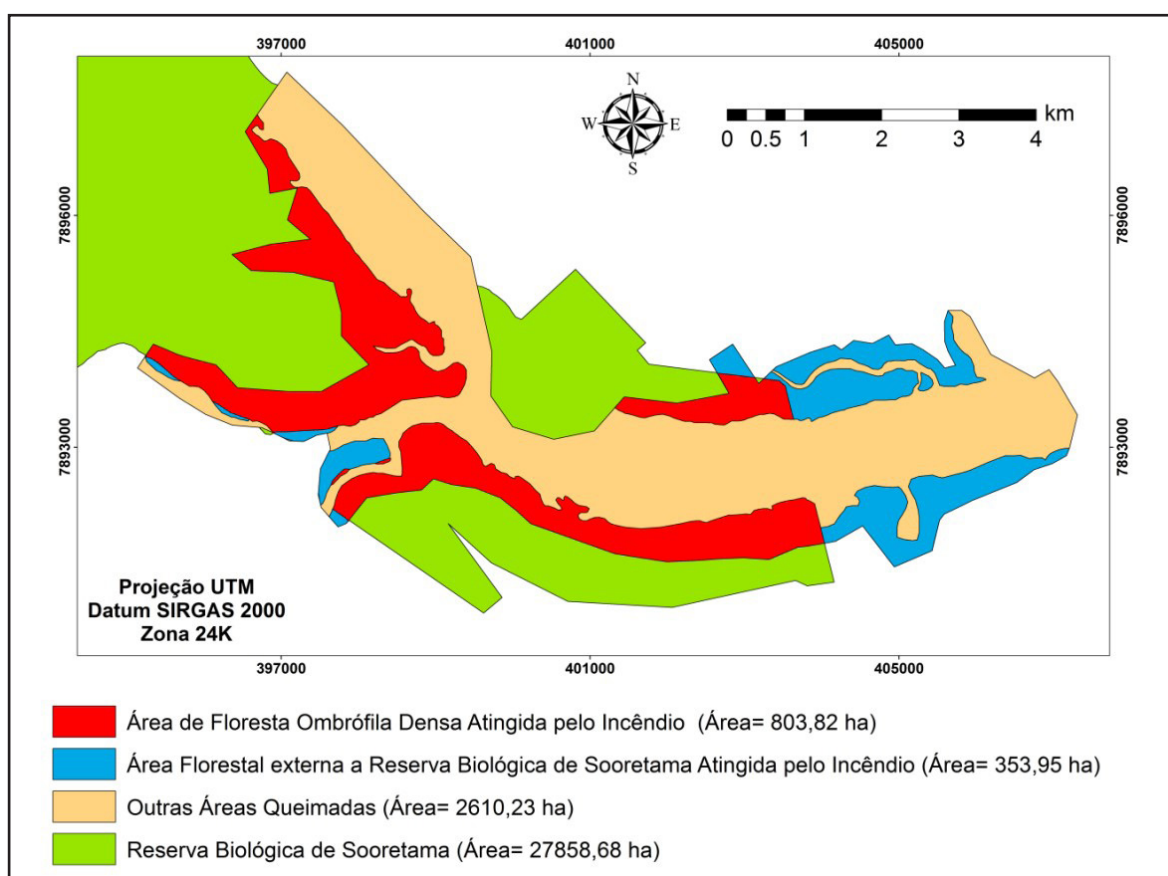 397000 401000 405000
N
W E
S
km
0 0.5 1 2 3 4
7896000 7896000
7893000 7893000
Projeção UTM
Datum SIRGAS 2000
Zona 24K
397000 401000 405000
Área de Floresta Ombrófila Densa Atingida pelo Incêndio (Área= 803,82 ha)
Área Florestal externa a Reserva Biológica de Sooretama Atingida pelo Incêndio (Área= 353,95 ha)
Outras Áreas Queimadas (Área= 2610,23 ha)
Reserva Biológica de Sooretama (Área= 27858,68 ha)